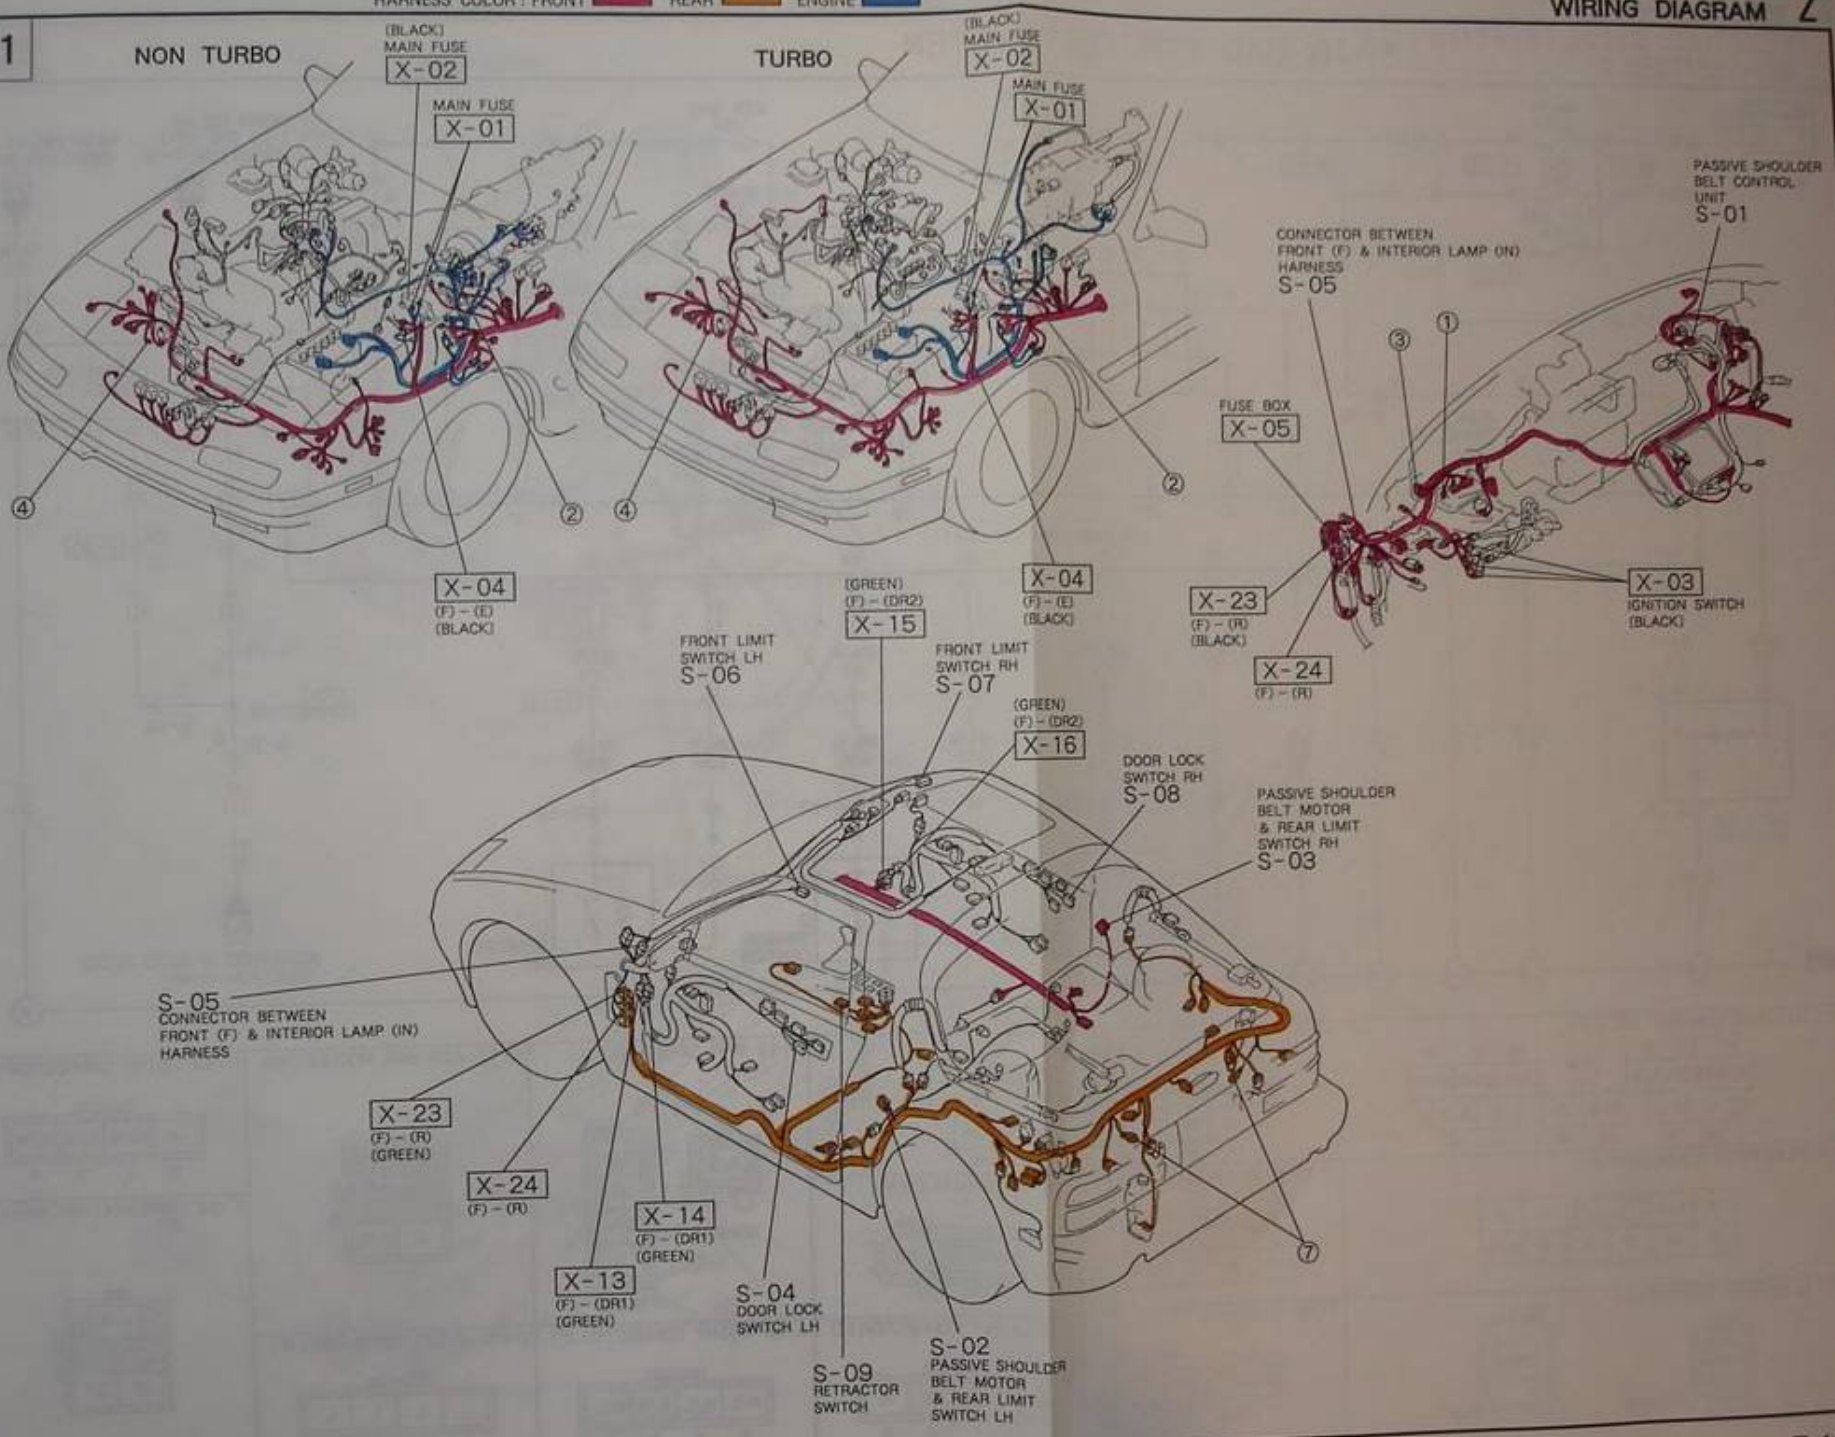 HARNESS COLOR : FRONT REAR ENGINE
WIRING DIAGRAM Z
1
NON TURBO
(BLACK)
MAIN FUSE
X-02
MAIN FUSE
X-01
TURBO
(BLACK)
MAIN FUSE
X-02
MAIN FUSE
X-01
PASSIVE SHOULDER
BELT CONTROL
UNIT
S-01
CONNECTOR BETWEEN
FRONT (F) & INTERIOR LAMP (IN)
HARNESS
S-05
③
①
FUSE BOX
X-05
④
②
④
②
X-04
(F)-(E)
(BLACK)
X-04
(F)-(E)
(BLACK)
X-23
(F)-(R)
(BLACK)
X-24
(F)-(R)
X-03
IGNITION SWITCH
(BLACK)
(GREEN)
(F)-(DR2)
X-15
FRONT LIMIT
SWITCH LH
S-06
FRONT LIMIT
SWITCH RH
S-07
(GREEN)
(F)-(DR2)
X-16
DOOR LOCK
SWITCH RH
S-08
PASSIVE SHOULDER
BELT MOTOR
& REAR LIMIT
SWITCH RH
S-03
S-05
CONNECTOR BETWEEN
FRONT (F) & INTERIOR LAMP (IN)
HARNESS
X-23
(F)-(R)
(GREEN)
X-24
(F)-(R)
X-14
(F)-(DR1)
(GREEN)
X-13
(F)-(DR1)
(GREEN)
S-04
DOOR LOCK
SWITCH LH
S-09
RETRACTOR
SWITCH
S-02
PASSIVE SHOULDER
BELT MOTOR
& REAR LIMIT
SWITCH LH
⑦